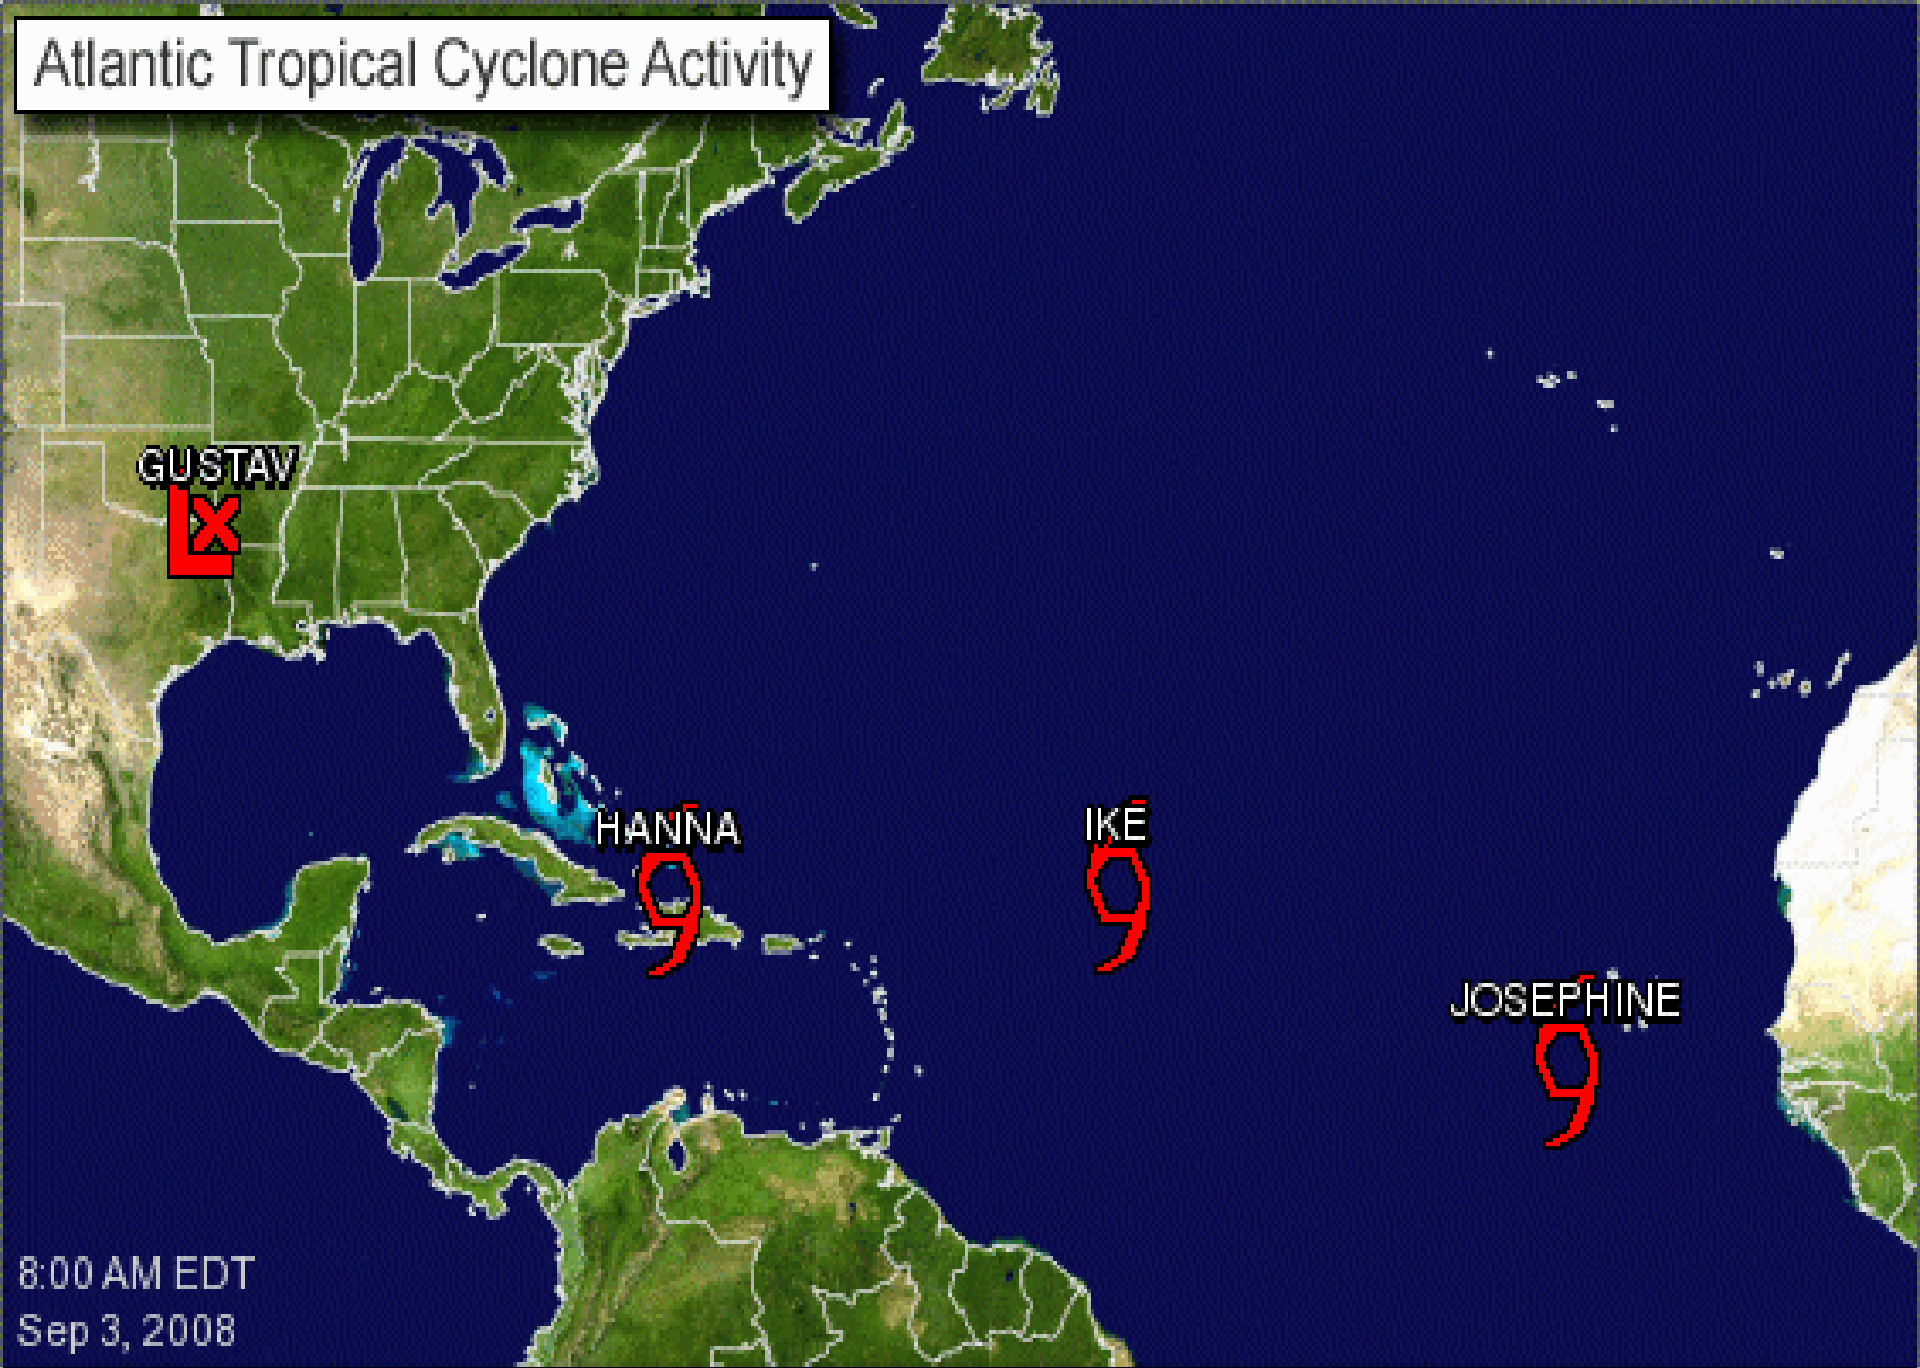 Atlantic Tropical Cyclone Activity
GUSTAV
L x
HANNA
IKE
JOSEPHINE
8:00 AM EDT
Sep 3, 2008